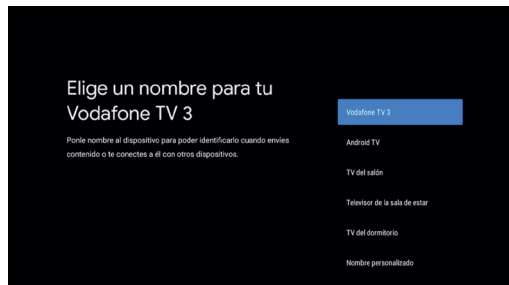 Elige un nombre para tu
Vodafone TV 3
Ponle nombre al dispositivo para poder identificarlo cuando envíes
contenido o te conectes a él con otros dispositivos.
Vodafone TV 3
Android TV
TV del salón
Televisor de la sala de estar
TV del dormitorio
Nombre personalizado